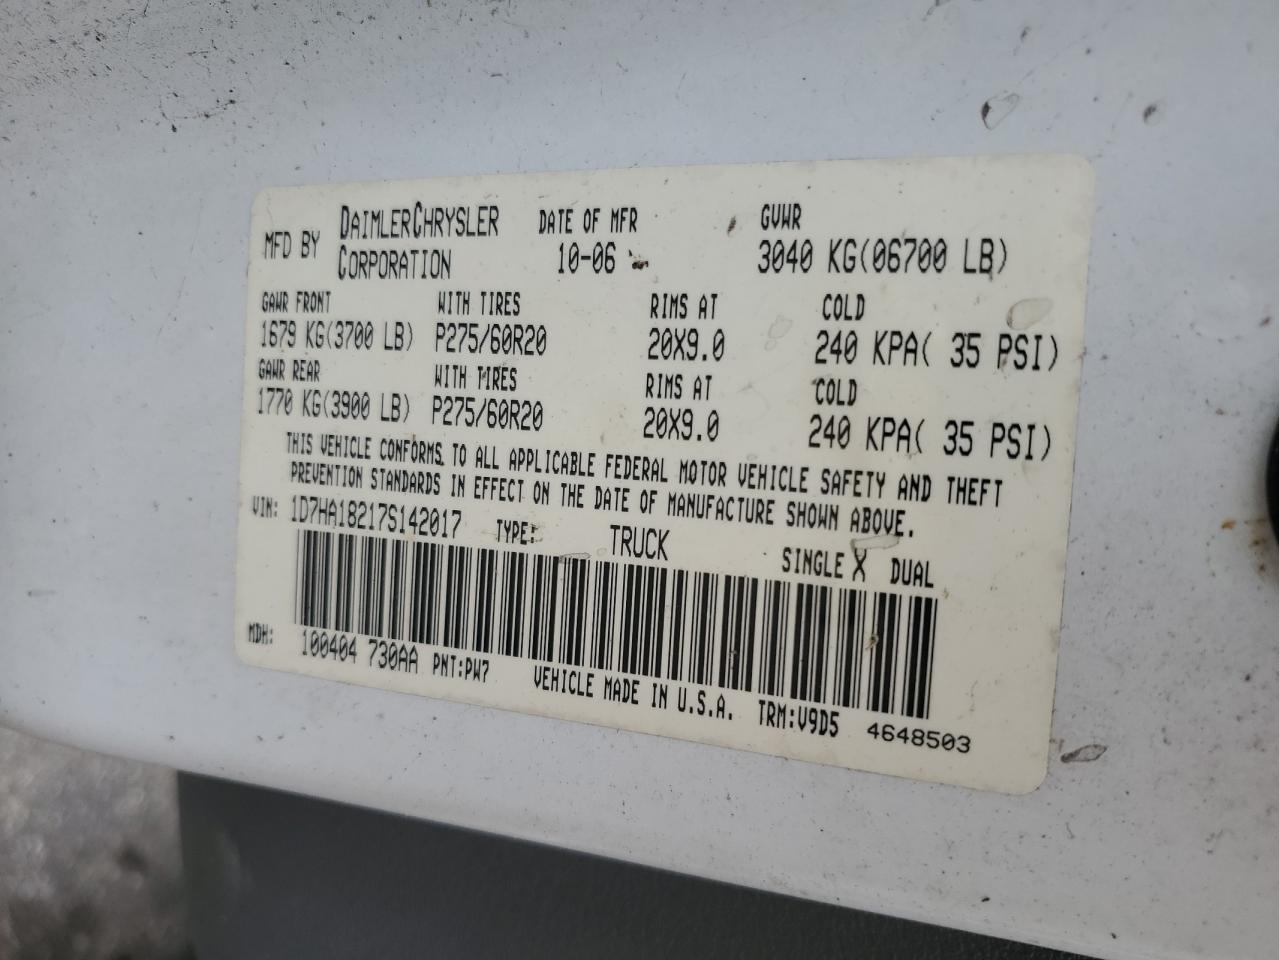 MFD BY DAIMLERCHRYSLER CORPORATION DATE OF MFR 10-06 GVWR 3040 KG(06700 LB)
GAWR FRONT WITH TIRES RIMS AT COLD
1679 KG(3700 LB) P275/60R20 20X9.0 240 KPA( 35 PSI)
GAWR REAR WITH TIRES RIMS AT COLD
1770 KG(3900 LB) P275/60R20 20X9.0 240 KPA( 35 PSI)
THIS VEHICLE CONFORMS TO ALL APPLICABLE FEDERAL MOTOR VEHICLE SAFETY AND THEFT
PREVENTION STANDARDS IN EFFECT ON THE DATE OF MANUFACTURE SHOWN ABOVE.
VIN: 1D7HA18217S142017 TYPE: TRUCK SINGLE X DUAL
MDH: 100404 730AA PNT:PW7 VEHICLE MADE IN U.S.A. TRM:V9D5 4648503